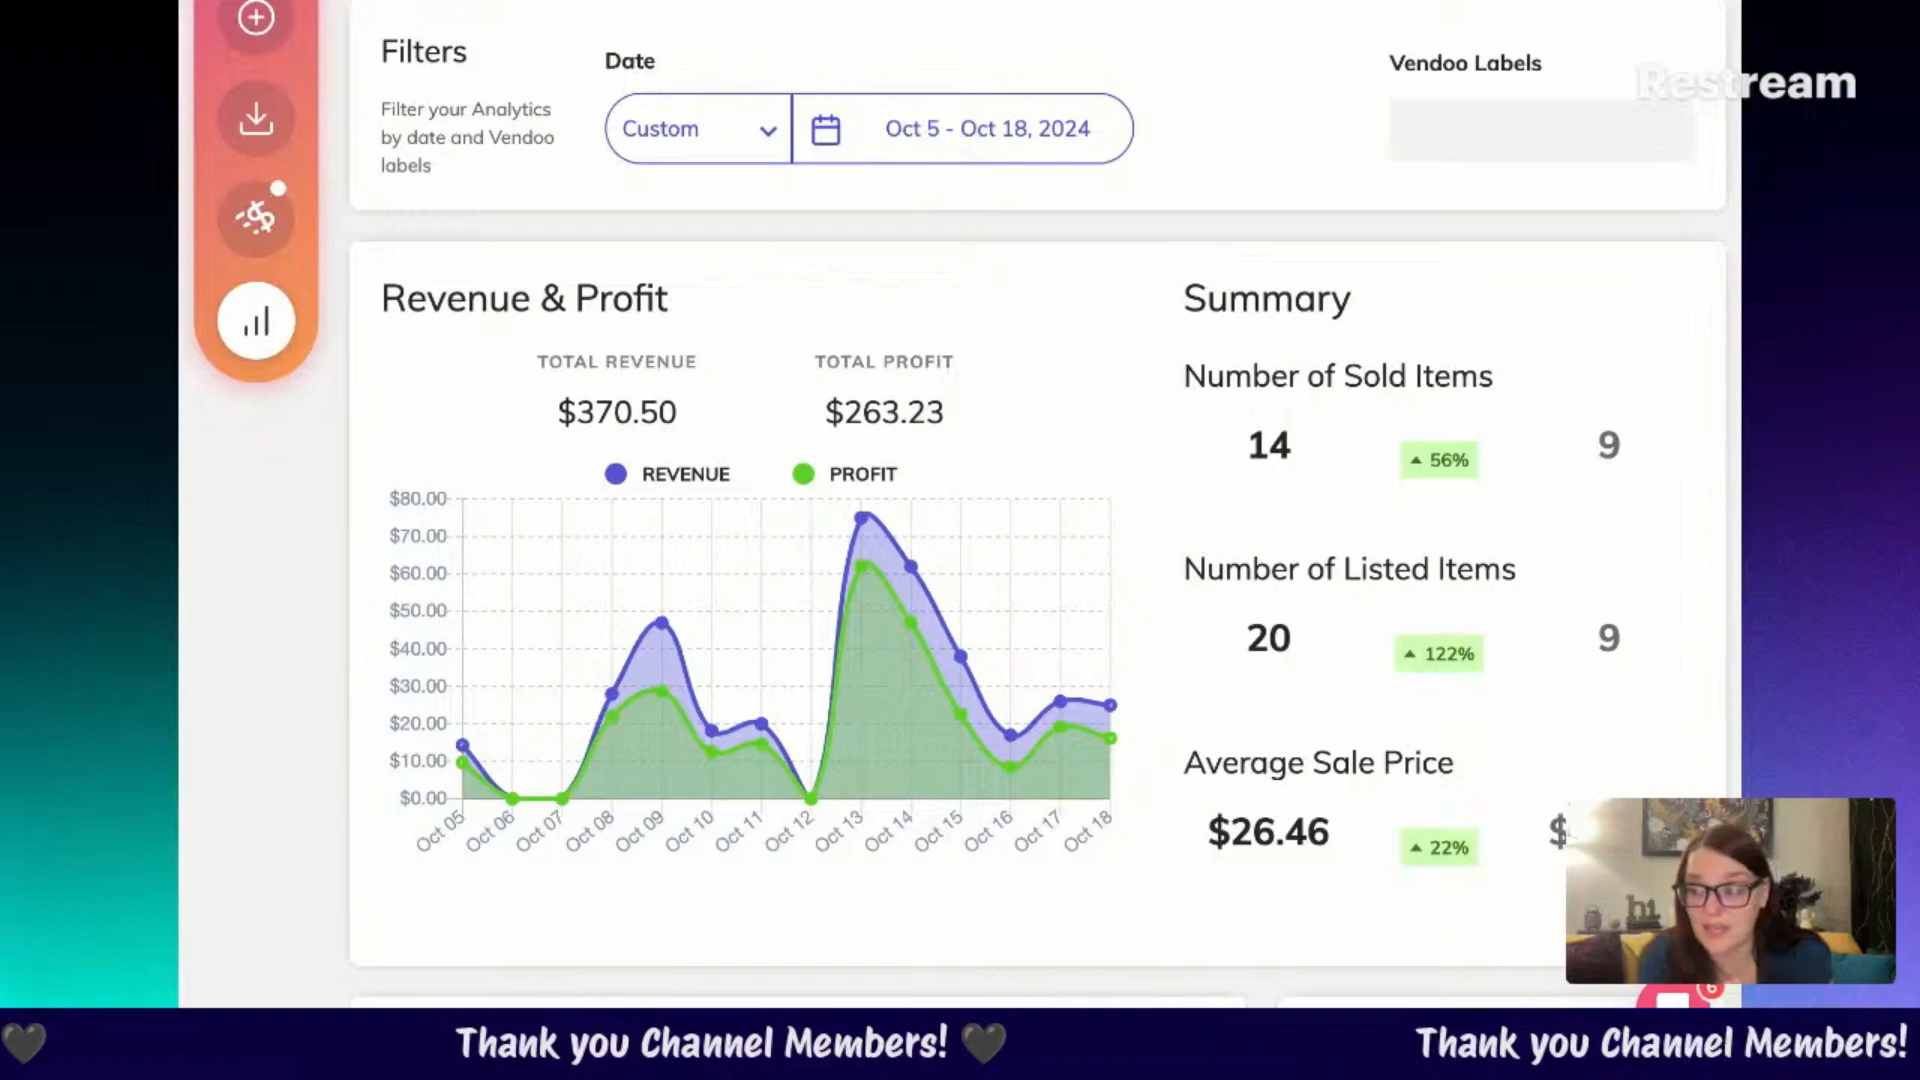 Filters
Filter your Analytics
by date and Vendoo
labels
Date
Custom
Oct 5 - Oct 18, 2024
Vendoo Labels
Restream
Revenue & Profit
TOTAL REVENUE
TOTAL PROFIT
$370.50
$263.23
REVENUE
PROFIT
$80.00
$70.00
$60.00
$50.00
$40.00
$30.00
$20.00
$10.00
$0.00
Oct 05
Oct 06
Oct 07
Oct 08
Oct 09
Oct 10
Oct 11
Oct 12
Oct 13
Oct 14
Oct 15
Oct 16
Oct 17
Oct 18
Summary
Number of Sold Items
14
56%
9
Number of Listed Items
20
122%
9
Average Sale Price
$26.46
22%
$
hi
6
Thank you Channel Members! 🖤
Thank you Channel Members!